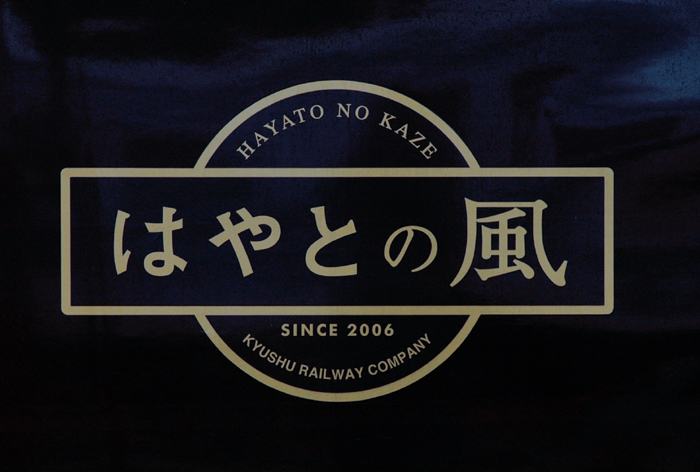 HAYATO NO KAZE
はやとの風
SINCE 2006
KYUSHU RAILWAY COMPANY